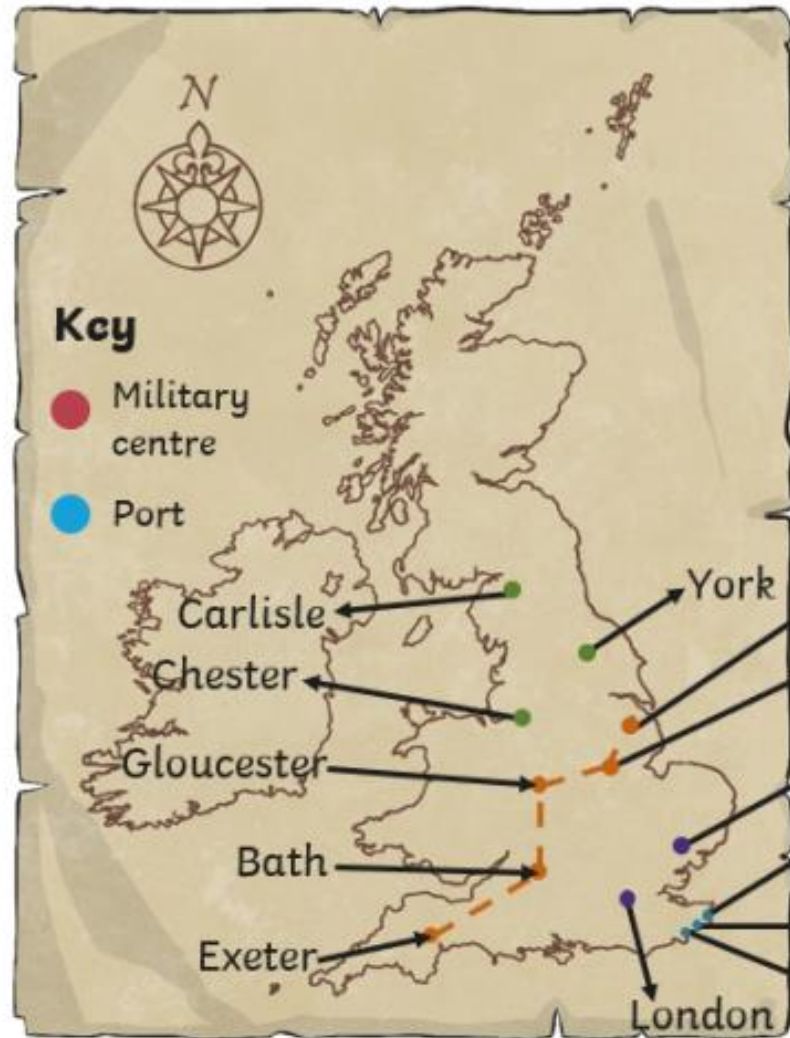 N
Key
Military
centre
Port
York
Carlisle
Chester
Gloucester
Bath
Exeter
London